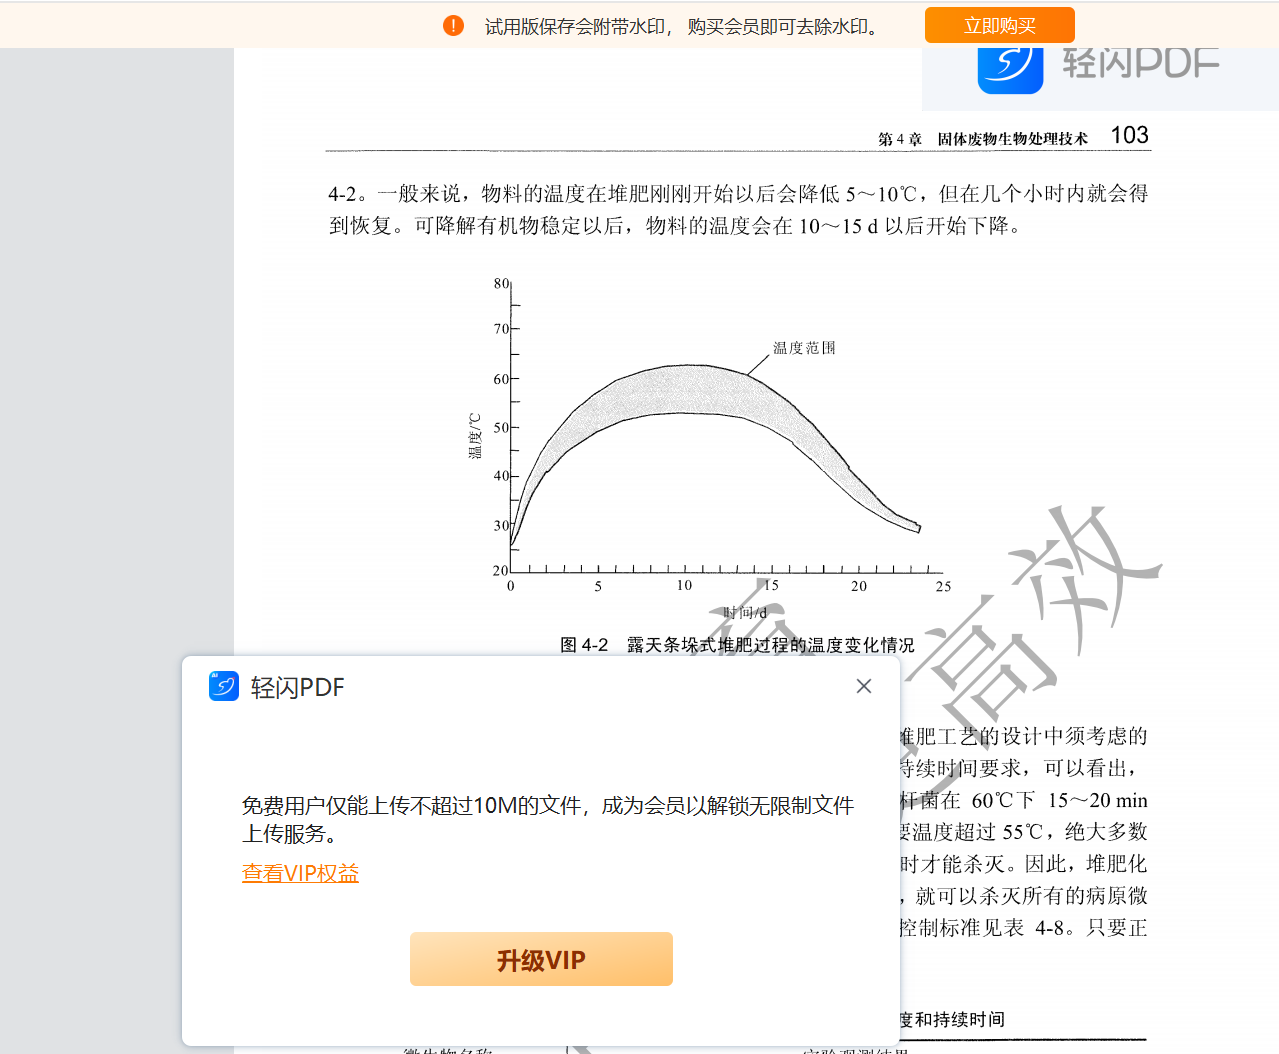 试用版保存会附带水印， 购买会员即可去除水印。 立即购买
轻闪PDF
第 4 章 固体废物生物处理技术 103
4-2。一般来说，物料的温度在堆肥刚刚开始以后会降低 5～10℃，但在几个小时内就会得
到恢复。可降解有机物稳定以后，物料的温度会在 10～15 d 以后开始下降。
80
70
温度范围
60
50
温度/℃
40
30
20
0 5 10 15 20 25
时间/d
图 4-2 露天条垛式堆肥过程的温度变化情况
高效
轻闪PDF
堆肥工艺的设计中须考虑的
持续时间要求，可以看出，
杆菌在 60℃下 15～20 min
要温度超过 55℃，绝大多数
时才能杀灭。因此，堆肥化
，就可以杀灭所有的病原微
控制标准见表 4-8。只要正
免费用户仅能上传不超过10M的文件，成为会员以解锁无限制文件
上传服务。
查看VIP权益
升级VIP
度和持续时间
微生物名称 实验观测结果